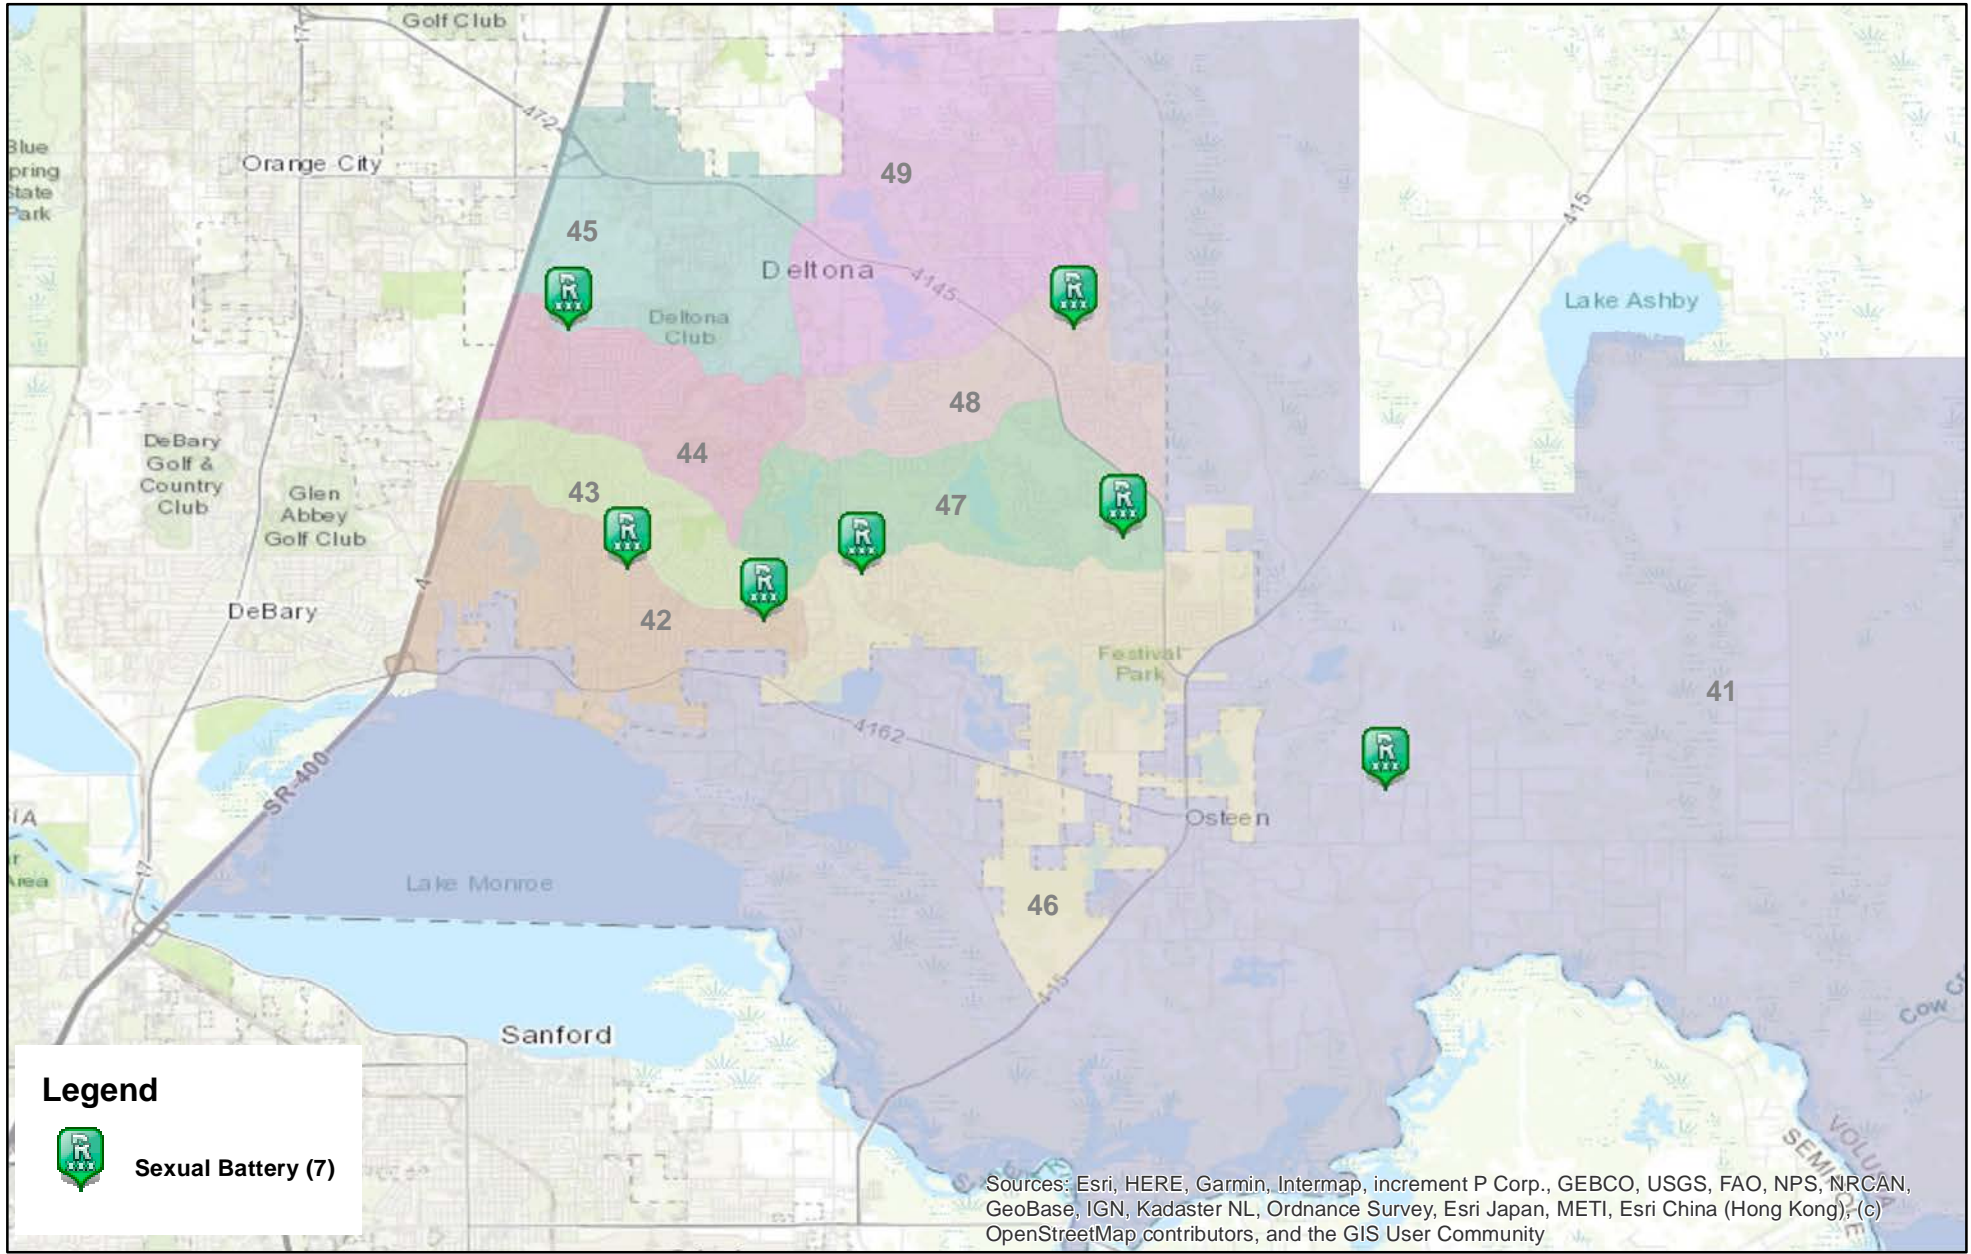 Golf Club
17
472
Blue
Spring
State
Park
Orange City
49
45
Deltona
4145
415
Lake Ashby
Deltona
Club
48
DeBary
Golf &
Country
Club
44
43
Glen
Abbey
Golf Club
47
DeBary
42
4
Festival
Park
41
4162
SR-400
Osteen
17
Lake Monroe
46
415
Cow
Sanford
VOLUSIA
SEMINOLE
Legend
R
xxx
Sexual Battery (7)
Sources: Esri, HERE, Garmin, Intermap, increment P Corp., GEBCO, USGS, FAO, NPS, NRCAN,
GeoBase, IGN, Kadaster NL, Ordnance Survey, Esri Japan, METI, Esri China (Hong Kong), (c)
OpenStreetMap contributors, and the GIS User Community